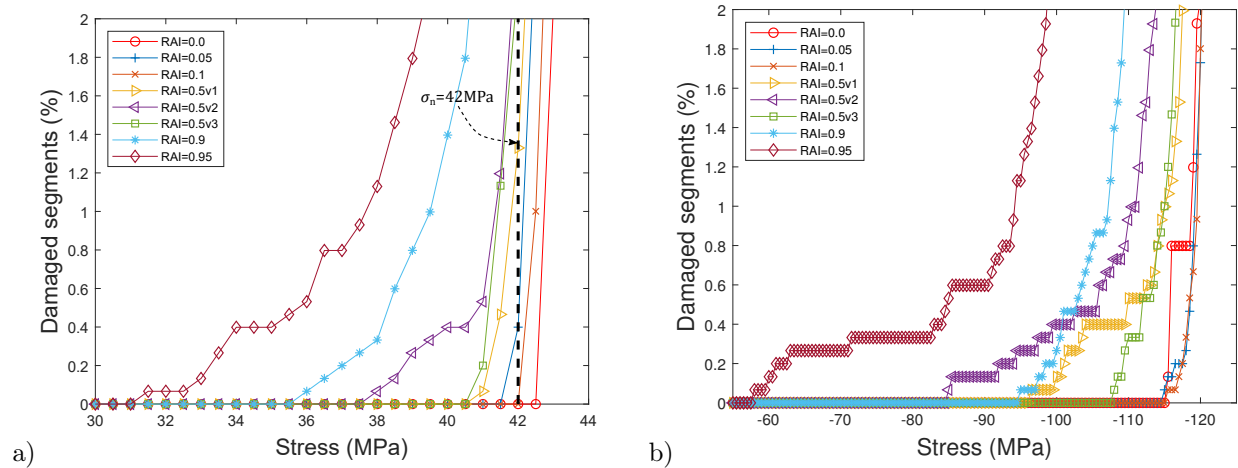 2
1.8
1.6
1.4
1.2
1
0.8
0.6
0.4
0.2
0
Damaged segments (%)
RAI=0.0
RAI=0.05
RAI=0.1
RAI=0.5v1
RAI=0.5v2
RAI=0.5v3
RAI=0.9
RAI=0.95
σn=42MPa
30 32 34 36 38 40 42 44
Stress (MPa)
a)
2
1.8
1.6
1.4
1.2
1
0.8
0.6
0.4
0.2
0
Damaged segments (%)
RAI=0.0
RAI=0.05
RAI=0.1
RAI=0.5v1
RAI=0.5v2
RAI=0.5v3
RAI=0.9
RAI=0.95
-60 -70 -80 -90 -100 -110 -120
Stress (MPa)
b)